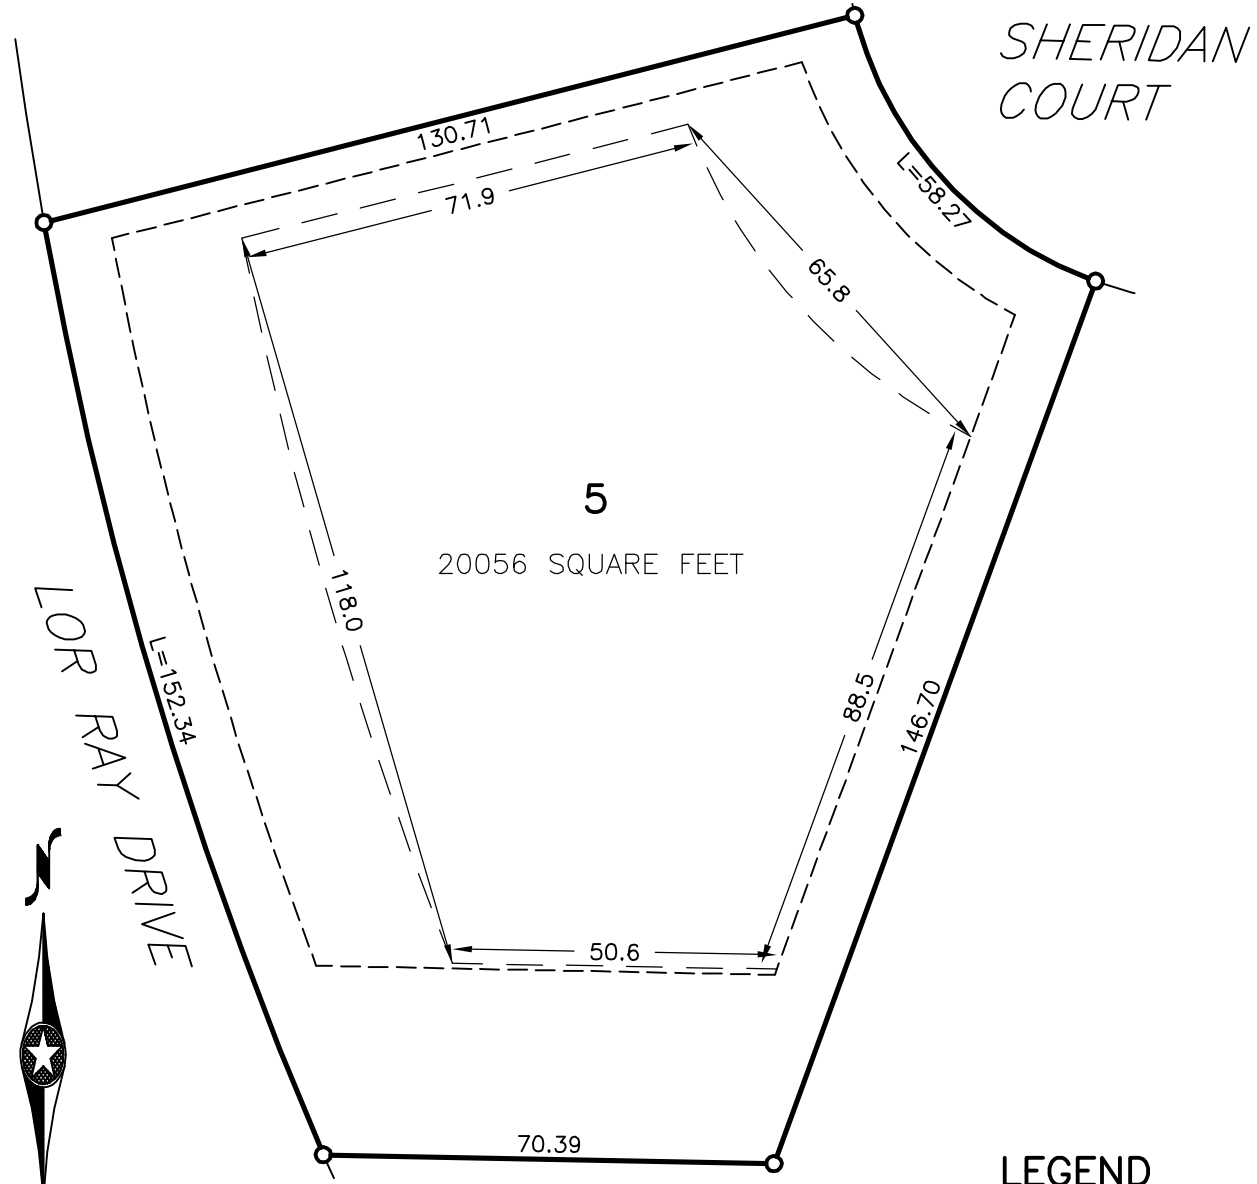 SHERIDAN
COURT
130.71
L=58.27
71.9
65.8
5
20056 SQUARE FEET
118.0
LOR RAY DRIVE
L=152.34
88.5
146.70
N
50.6
70.39
LEGEND